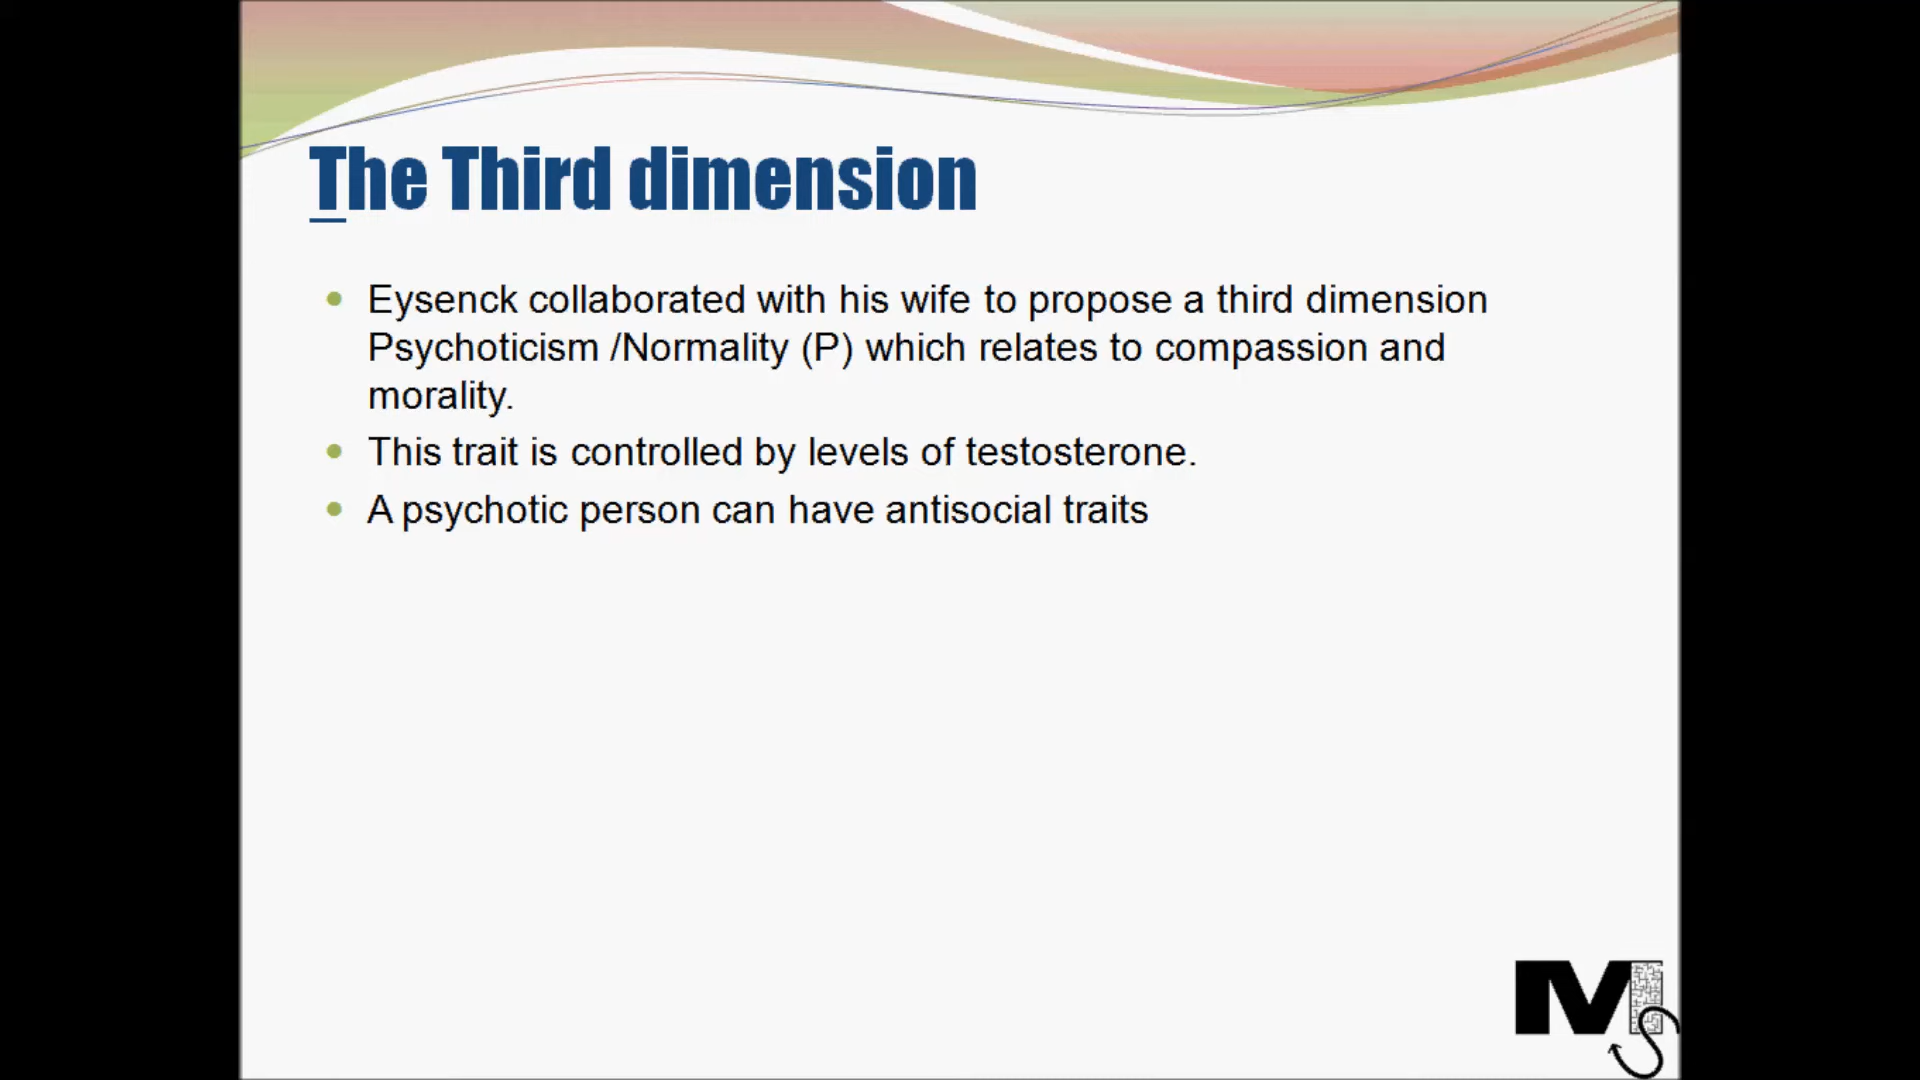 The Third dimension
Eysenck collaborated with his wife to propose a third dimension
Psychoticism /Normality (P) which relates to compassion and
morality.
This trait is controlled by levels of testosterone.
A psychotic person can have antisocial traits
MS